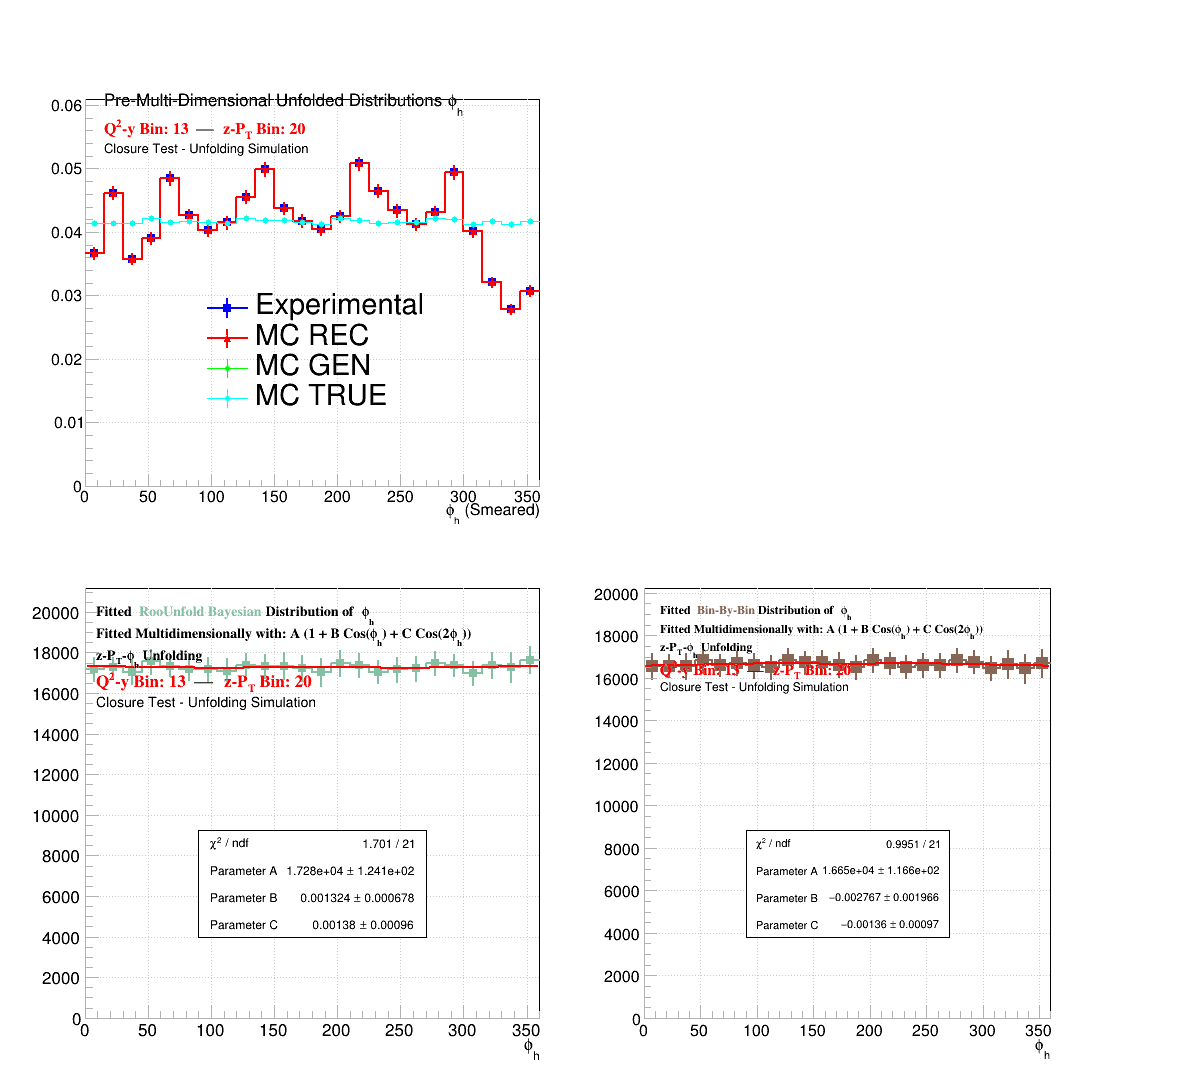 Pre-Multi-Dimensional Unfolded Distributions ϕh
Q2-y Bin: 13 — z-PT Bin: 20
Closure Test - Unfolding Simulation
0.06
0.05
0.04
0.03
0.02
0.01
0
Experimental
MC REC
MC GEN
MC TRUE
0 50 100 150 200 250 300 350
ϕh (Smeared)
Fitted RooUnfold Bayesian Distribution of ϕh
Fitted Multidimensionally with: A (1 + B Cos(ϕh) + C Cos(2ϕh))
z-PT-ϕh Unfolding
Q2-y Bin: 13 — z-PT Bin: 20
Closure Test - Unfolding Simulation
20000
18000
16000
14000
12000
10000
8000
6000
4000
2000
0
χ2 / ndf 1.701 / 21
Parameter A 1.728e+04 ± 1.241e+02
Parameter B 0.001324 ± 0.000678
Parameter C 0.00138 ± 0.00096
0 50 100 150 200 250 300 350
ϕh
Fitted Bin-By-Bin Distribution of ϕh
Fitted Multidimensionally with: A (1 + B Cos(ϕh) + C Cos(2ϕh))
z-PT-ϕh Unfolding
Q2-y Bin: 13 — z-PT Bin: 20
Closure Test - Unfolding Simulation
20000
18000
16000
14000
12000
10000
8000
6000
4000
2000
0
χ2 / ndf 0.9951 / 21
Parameter A 1.665e+04 ± 1.166e+02
Parameter B −0.002767 ± 0.001966
Parameter C −0.00136 ± 0.00097
0 50 100 150 200 250 300 350
ϕh